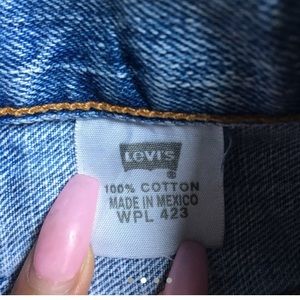 Levi's
®
100% COTTON
MADE IN MEXICO
WPL 423